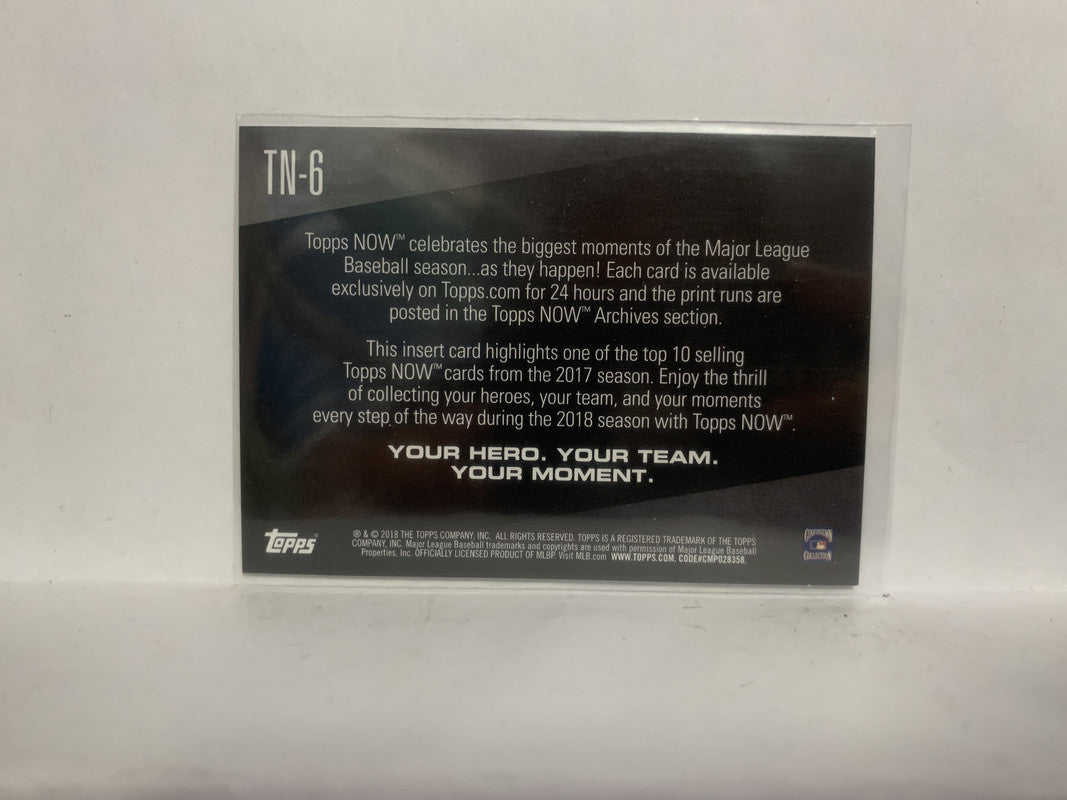 TN-6
Topps NOW™ celebrates the biggest moments of the Major League
Baseball season...as they happen! Each card is available
exclusively on Topps.com for 24 hours and the print runs are
posted in the Topps NOW™ Archives section.
This insert card highlights one of the top 10 selling
Topps NOW™ cards from the 2017 season. Enjoy the thrill
of collecting your heroes, your team, and your moments
every step of the way during the 2018 season with Topps NOW™.
YOUR HERO. YOUR TEAM.
YOUR MOMENT.
topps®
® & © 2018 THE TOPPS COMPANY, INC. ALL RIGHTS RESERVED. TOPPS IS A REGISTERED TRADEMARK OF THE TOPPS
COMPANY, INC. Major League Baseball trademarks and copyrights are used with permission of Major League Baseball
Properties, Inc. OFFICIALLY LICENSED PRODUCT OF MLBP. Visit MLB.com WWW.TOPPS.COM. CODE#CMP028358.
COLLECTION